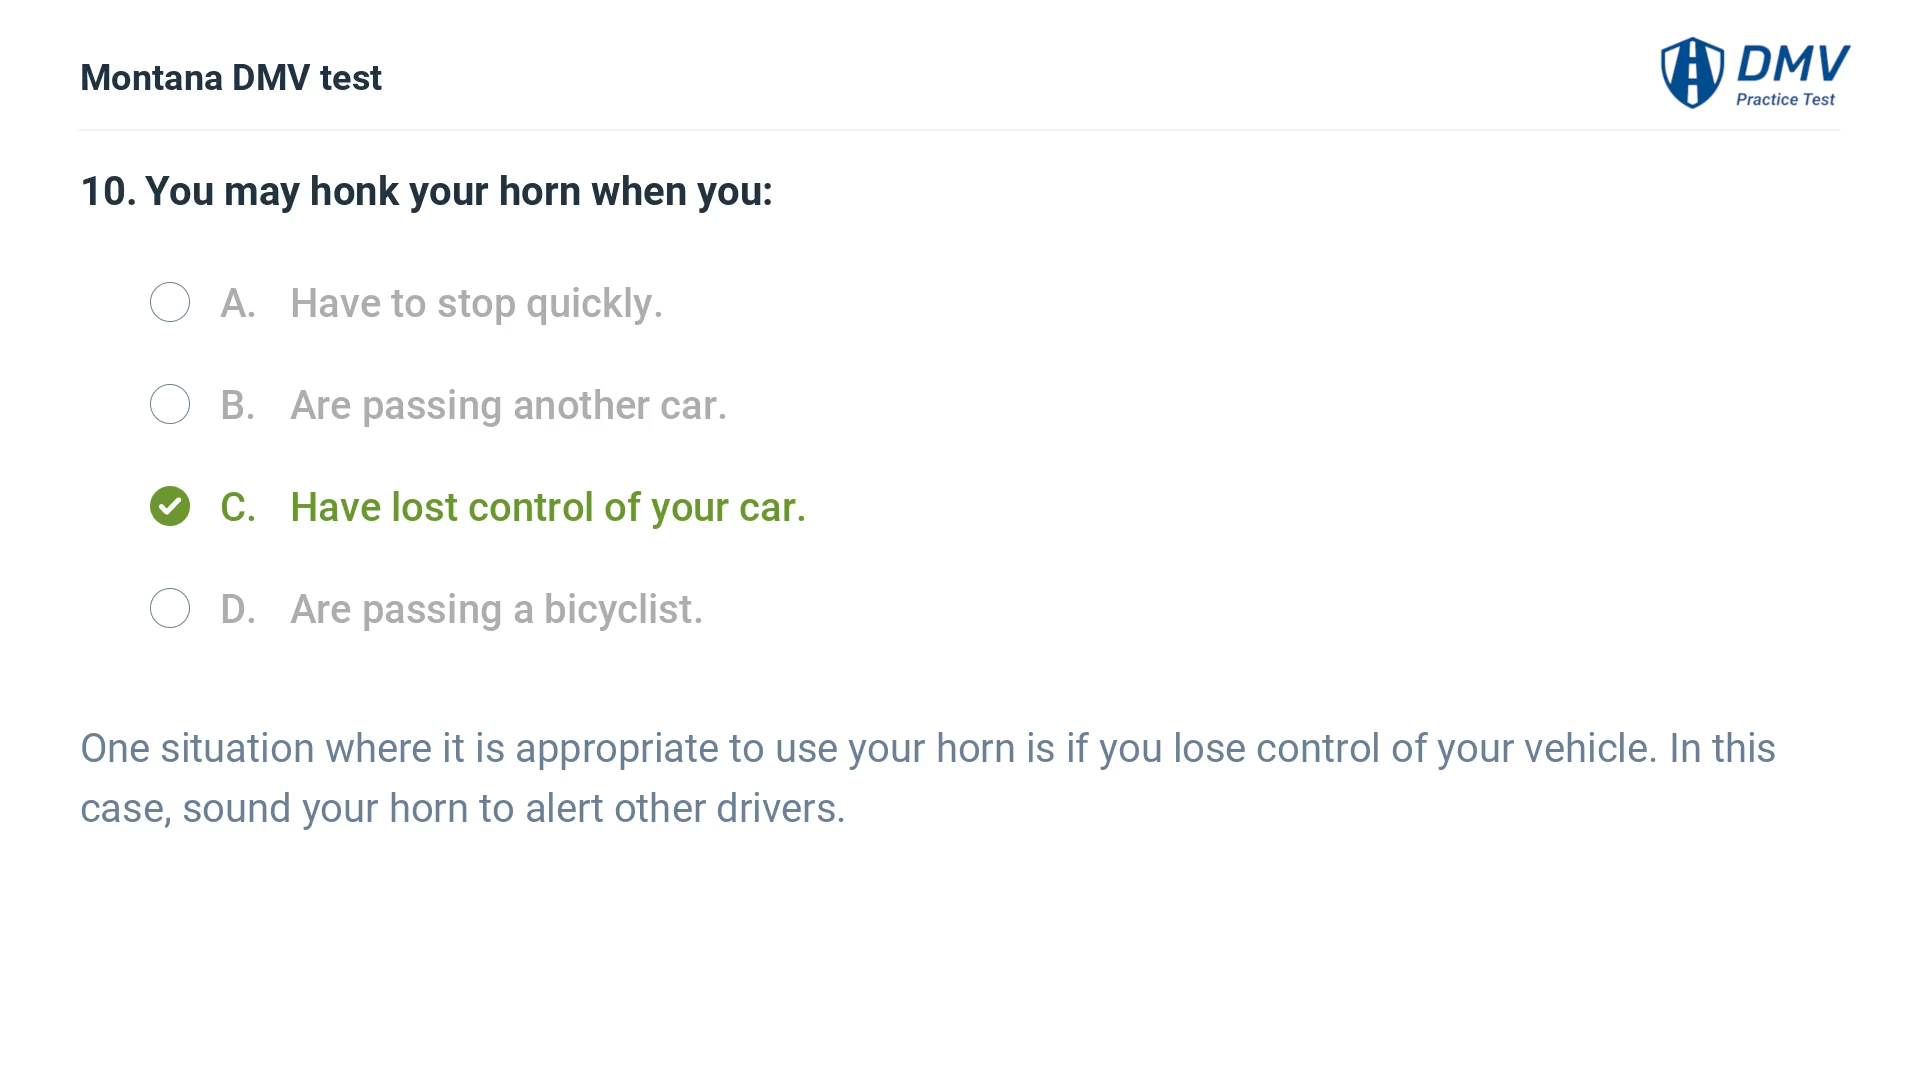 Montana DMV test
DMV
Practice Test
10. You may honk your horn when you:
A. Have to stop quickly.
B. Are passing another car.
C. Have lost control of your car.
D. Are passing a bicyclist.
One situation where it is appropriate to use your horn is if you lose control of your vehicle. In this
case, sound your horn to alert other drivers.